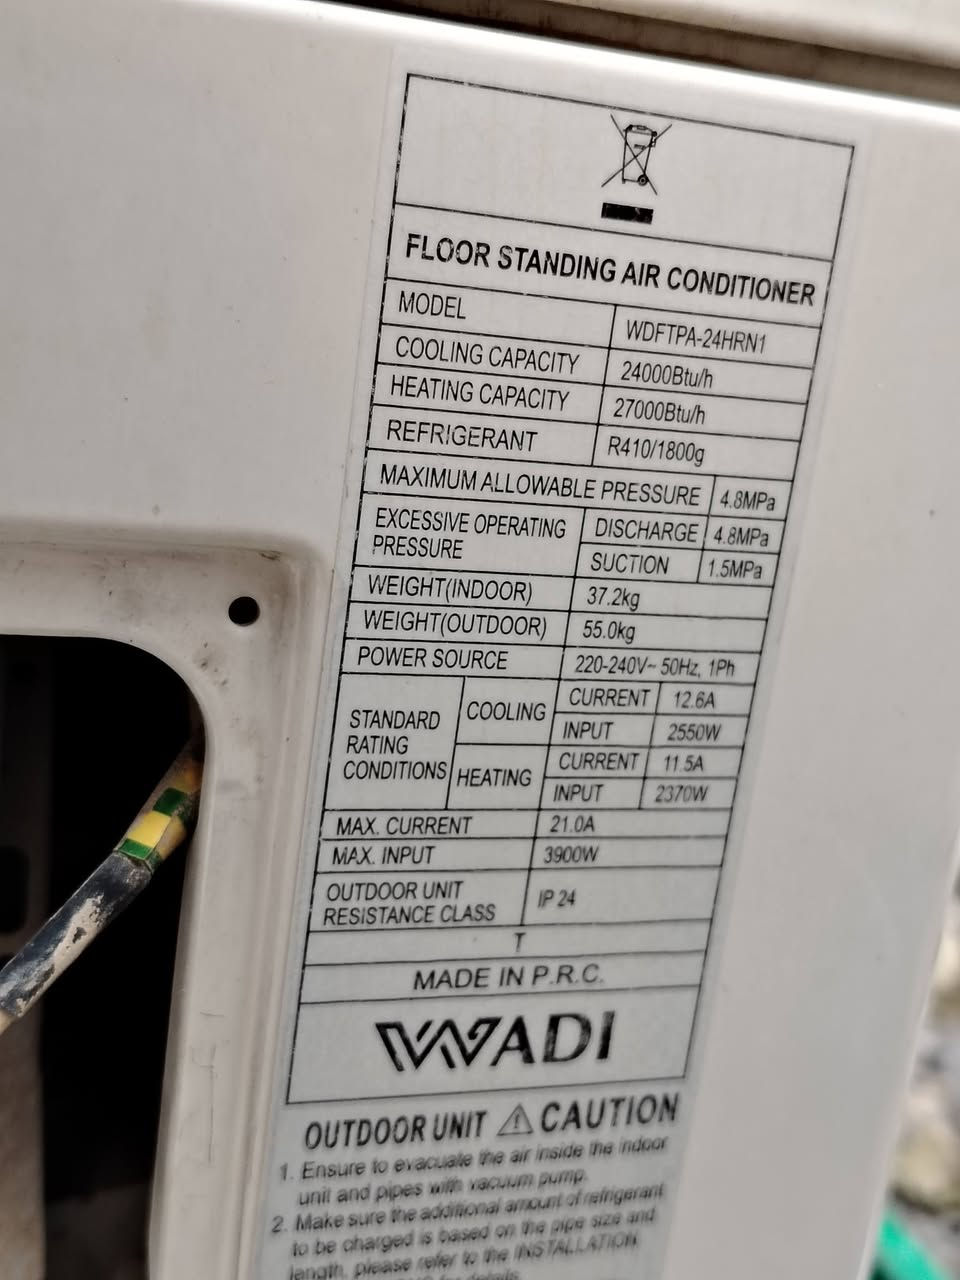 FLOOR STANDING AIR CONDITIONER
MODEL WDFTPA-24HRN1
COOLING CAPACITY 24000Btu/h
HEATING CAPACITY 27000Btu/h
REFRIGERANT R410/1800g
MAXIMUM ALLOWABLE PRESSURE 4.8MPa
EXCESSIVE OPERATING PRESSURE DISCHARGE 4.8MPa
SUCTION 1.5MPa
WEIGHT(INDOOR) 37.2kg
WEIGHT(OUTDOOR) 55.0kg
POWER SOURCE 220-240V~ 50Hz, 1Ph
STANDARD RATING CONDITIONS COOLING CURRENT 12.6A
INPUT 2550W
HEATING CURRENT 11.5A
INPUT 2370W
MAX. CURRENT 21.0A
MAX. INPUT 3900W
OUTDOOR UNIT RESISTANCE CLASS IP 24
T
MADE IN P.R.C.
WADI
OUTDOOR UNIT CAUTION
1. Ensure to evacuate the air inside the indoor
unit and pipes with vacuum pump.
2. Make sure the additional amount of refrigerant
to be charged is based on the pipe size and
length, please refer to the INSTALLATION
for details.